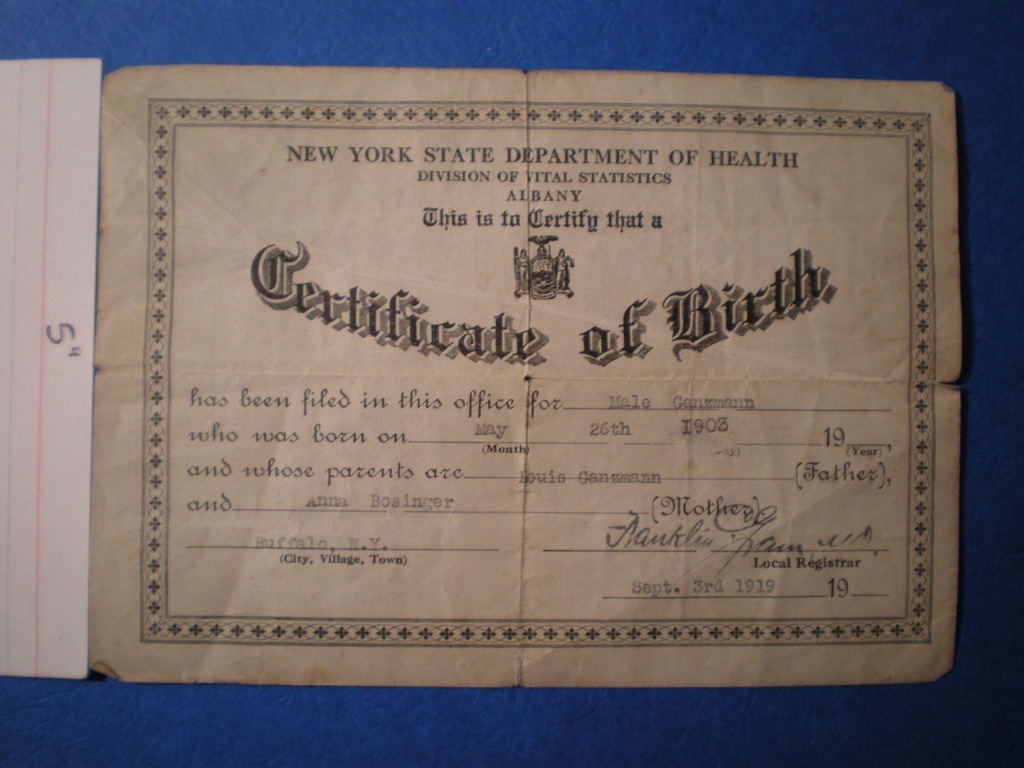 5"
NEW YORK STATE DEPARTMENT OF HEALTH
DIVISION OF VITAL STATISTICS
ALBANY
This is to Certify that a
Certificate of Birth
has been filed in this office for Male Ganzmann
who was born on May 26th 1903 19 ,
(Month) (Year)
and whose parents are Louis Ganzmann (Father),
and Anna Bosinger (Mother)
Buffalo, N.Y. Franklin M.D.
(City, Village, Town) Local Registrar
Sept. 3rd 1919 19